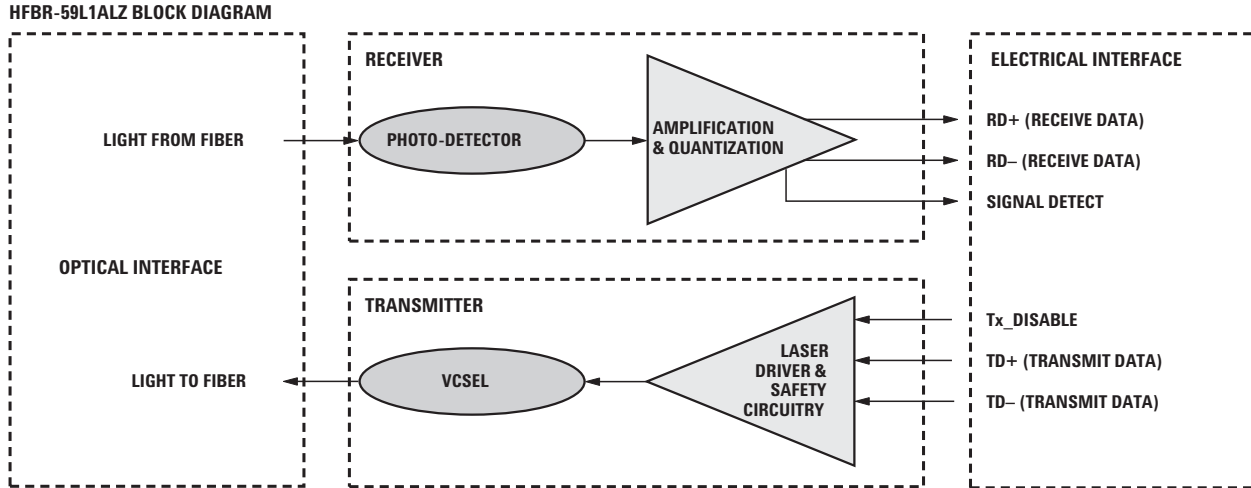 HFBR-59L1ALZ BLOCK DIAGRAM
RECEIVER
ELECTRICAL INTERFACE
LIGHT FROM FIBER
PHOTO-DETECTOR
AMPLIFICATION
& QUANTIZATION
RD+ (RECEIVE DATA)
RD– (RECEIVE DATA)
SIGNAL DETECT
OPTICAL INTERFACE
TRANSMITTER
LIGHT TO FIBER
VCSEL
LASER
DRIVER &
SAFETY
CIRCUITRY
Tx_DISABLE
TD+ (TRANSMIT DATA)
TD– (TRANSMIT DATA)